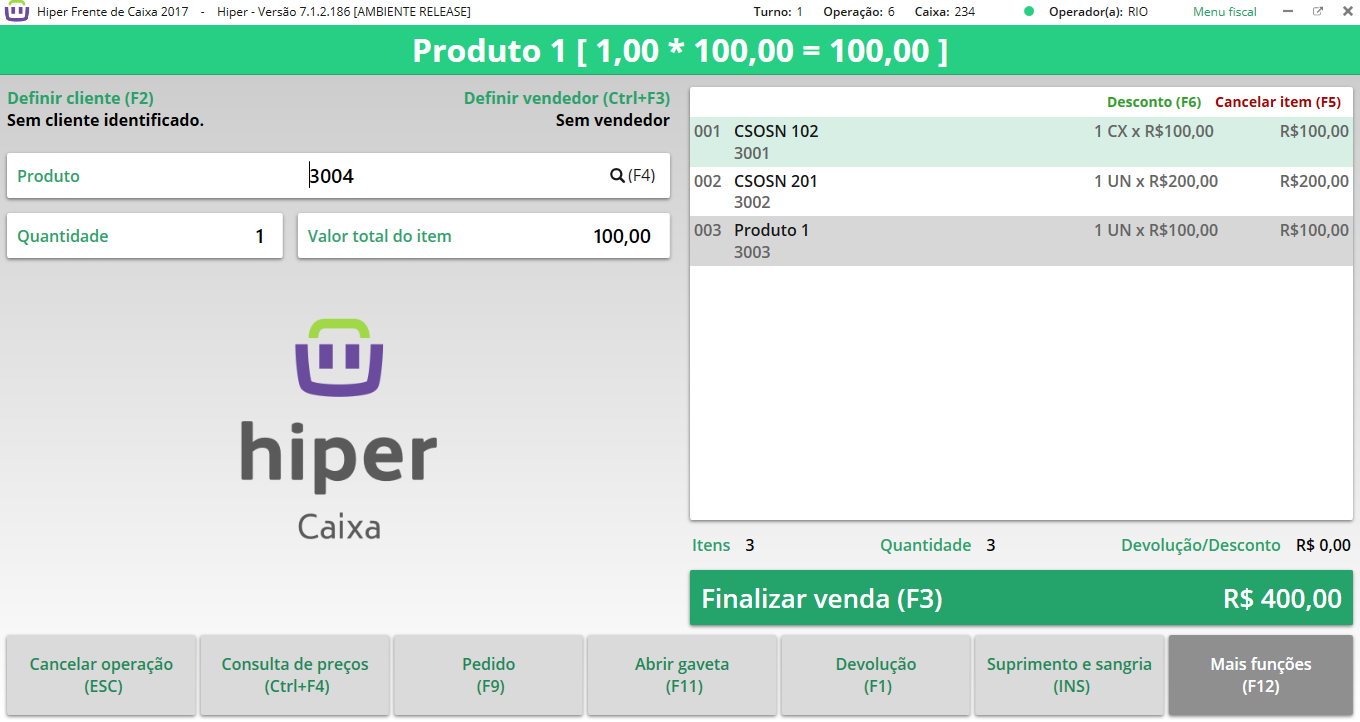 Hiper Frente de Caixa 2017 - Hiper - Versão 7.1.2.186 [AMBIENTE RELEASE] Turno: 1 Operação: 6 Caixa: 234 Operador(a): RIO Menu fiscal
Produto 1 [ 1,00 * 100,00 = 100,00 ]
Definir cliente (F2) Definir vendedor (Ctrl+F3)
Sem cliente identificado. Sem vendedor
Produto 3004 (F4)
Quantidade 1 Valor total do item 100,00
hiper
Caixa
Desconto (F6) Cancelar item (F5)
001 CSOSN 102 1 CX x R$100,00 R$100,00
3001
002 CSOSN 201 1 UN x R$200,00 R$200,00
3002
003 Produto 1 1 UN x R$100,00 R$100,00
3003
Itens 3 Quantidade 3 Devolução/Desconto R$ 0,00
Finalizar venda (F3) R$ 400,00
Cancelar operação
(ESC)
Consulta de preços
(Ctrl+F4)
Pedido
(F9)
Abrir gaveta
(F11)
Devolução
(F1)
Suprimento e sangria
(INS)
Mais funções
(F12)